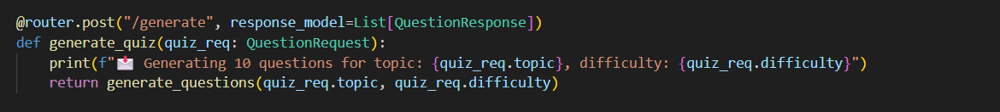 @router.post("/generate", response_model=List[QuestionResponse])
def generate_quiz(quiz_req: QuestionRequest):
    print(f"📩 Generating 10 questions for topic: {quiz_req.topic}, difficulty: {quiz_req.difficulty}")
    return generate_questions(quiz_req.topic, quiz_req.difficulty)